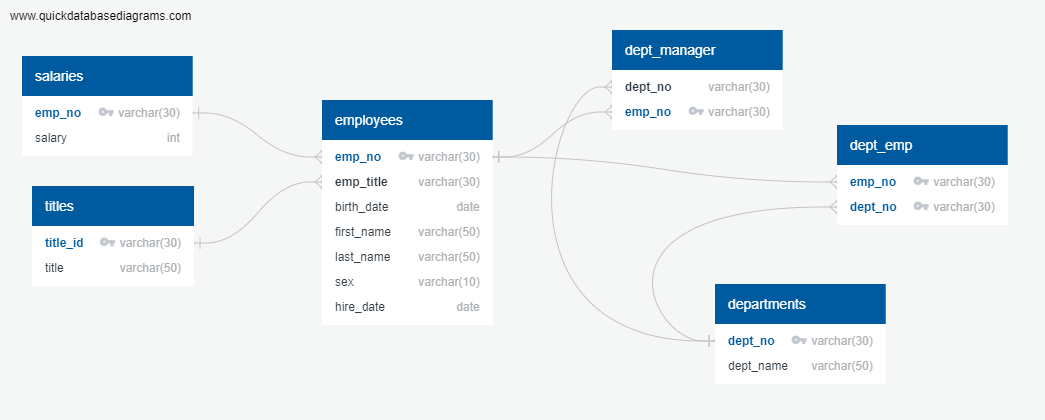 www.quickdatabasediagrams.com
salaries
emp_no varchar(30)
salary int
titles
title_id varchar(30)
title varchar(50)
employees
emp_no varchar(30)
emp_title varchar(30)
birth_date date
first_name varchar(50)
last_name varchar(50)
sex varchar(10)
hire_date date
dept_manager
dept_no varchar(30)
emp_no varchar(30)
dept_emp
emp_no varchar(30)
dept_no varchar(30)
departments
dept_no varchar(30)
dept_name varchar(50)